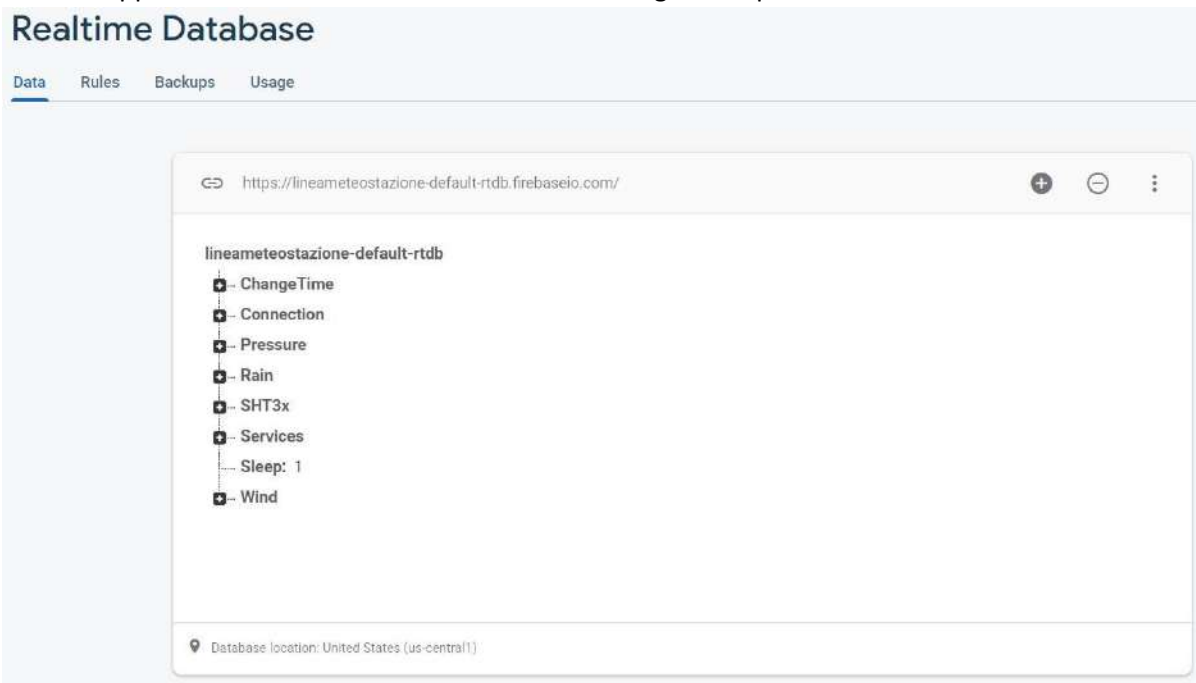 Realtime Database
Data Rules Backups Usage
https://lineameteostazione-default-rtdb.firebaseio.com/
lineameteostazione-default-rtdb
ChangeTime
Connection
Pressure
Rain
SHT3x
Services
Sleep: 1
Wind
Database location: United States (us-central1)